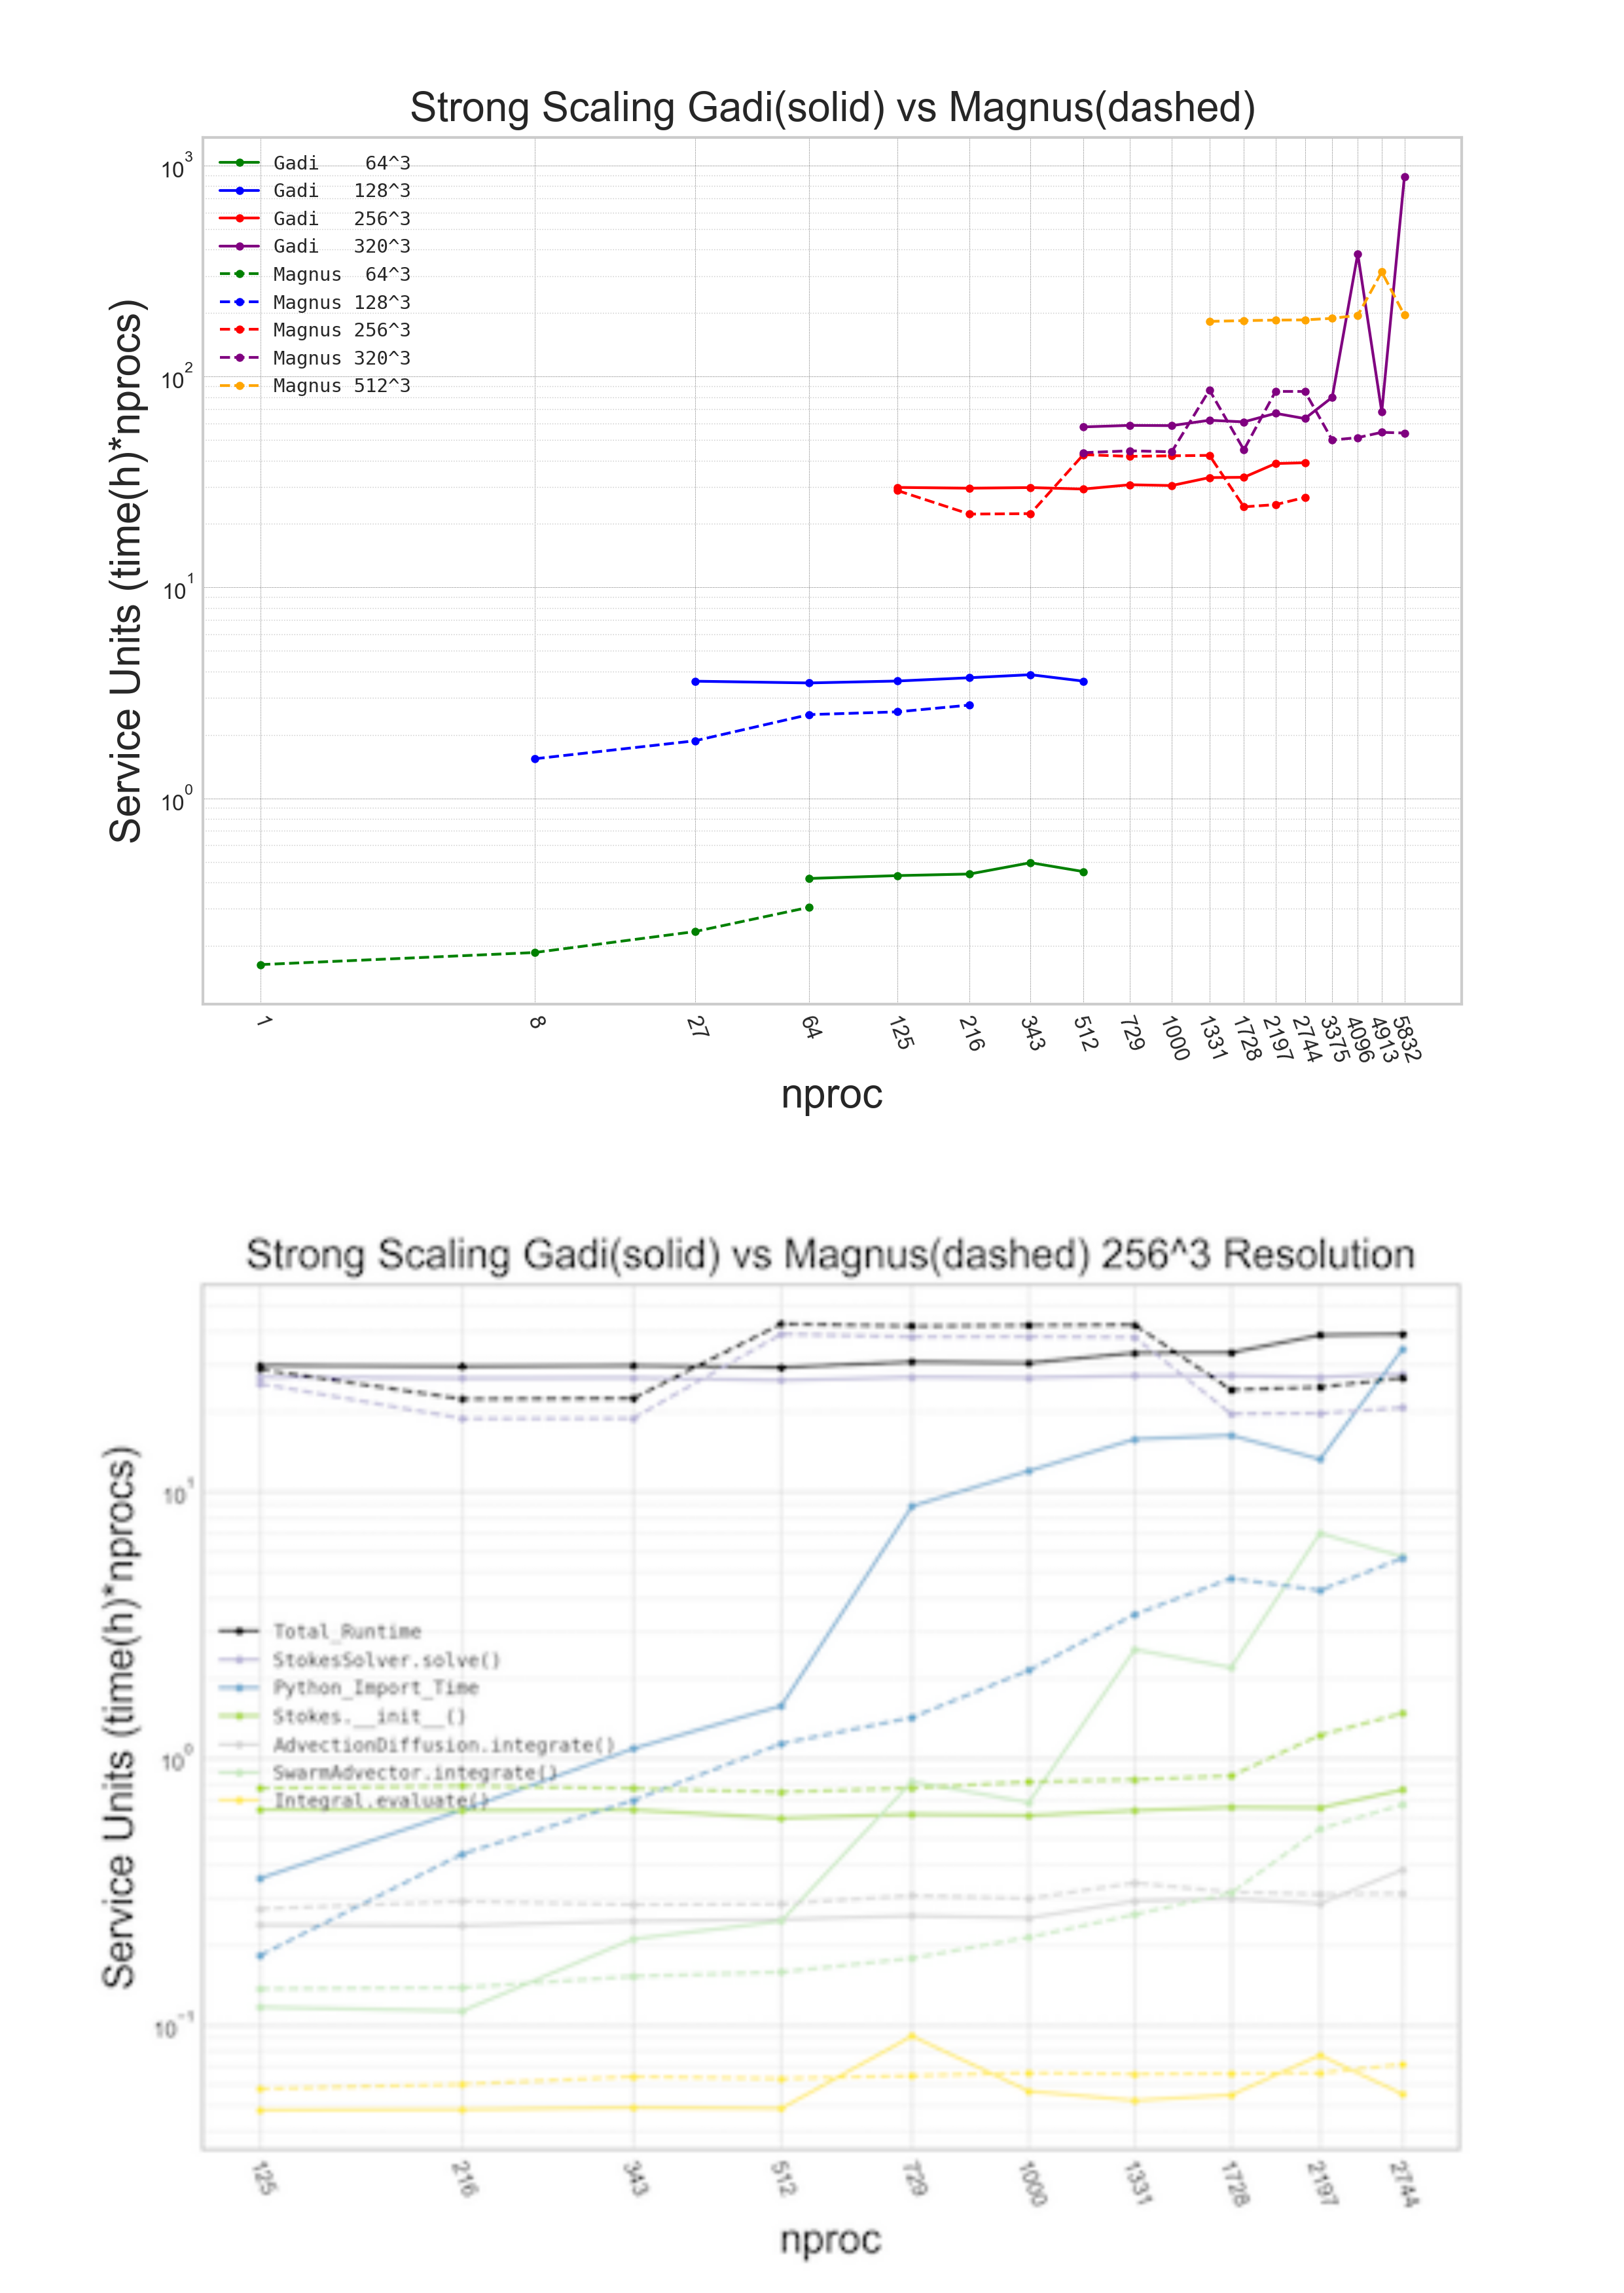 Strong Scaling Gadi(solid) vs Magnus(dashed)
Service Units (time(h)*nprocs)
10^3
10^2
10^1
10^0
Gadi    64^3
Gadi   128^3
Gadi   256^3
Gadi   320^3
Magnus  64^3
Magnus 128^3
Magnus 256^3
Magnus 320^3
Magnus 512^3
1 8 27 64 125 216 343 512 729 1000 1331 1728 2197 2744 3375 4096 4913 5832
nproc
Strong Scaling Gadi(solid) vs Magnus(dashed) 256^3 Resolution
Service Units (time(h)*nprocs)
10^1
10^0
10^-1
Total_Runtime
StokesSolver.solve()
Python_Import_Time
Stokes.__init__()
AdvectionDiffusion.integrate()
SwarmAdvector.integrate()
Integral.evaluate()
125 216 343 512 729 1000 1331 1728 2197 2744
nproc